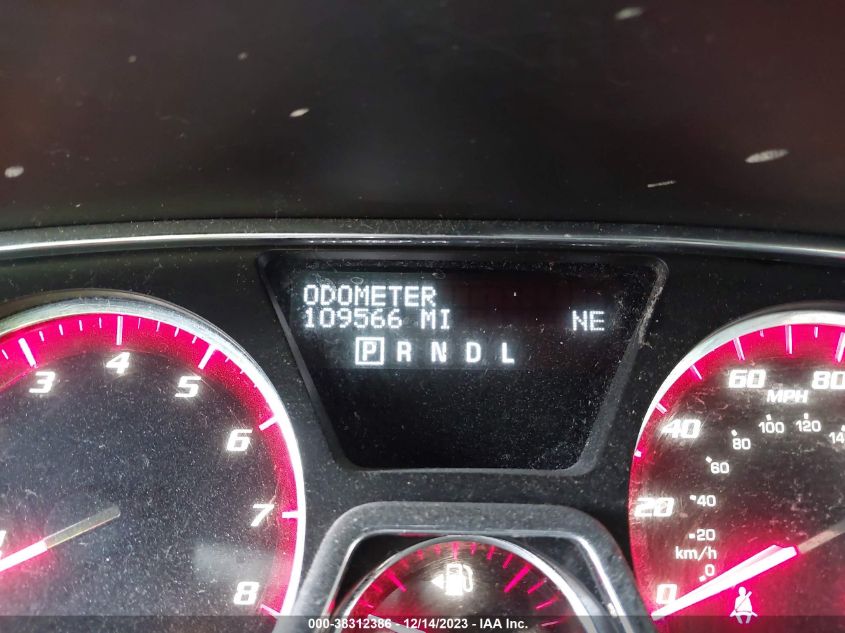 ODOMETER
109566 MI NE
P R N D L
3 4 5 6 7 8
0 20 40 60 80
MPH
0 20 40 60 80 100 120
km/h
000-38312386 - 12/14/2023 - IAA Inc.